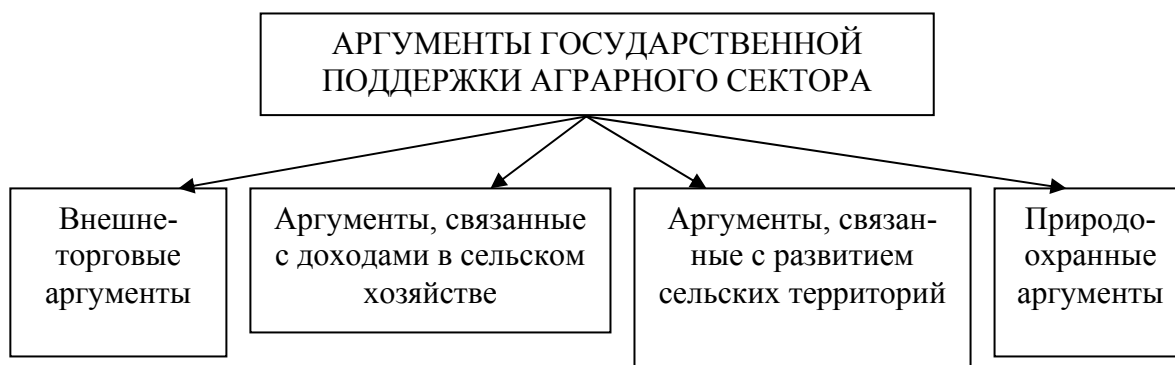 АРГУМЕНТЫ ГОСУДАРСТВЕННОЙ
ПОДДЕРЖКИ АГРАРНОГО СЕКТОРА
Внешне-
торговые
аргументы
Аргументы, связанные
с доходами в сельском
хозяйстве
Аргументы, связан-
ные с развитием
сельских территорий
Природо-
охранные
аргументы